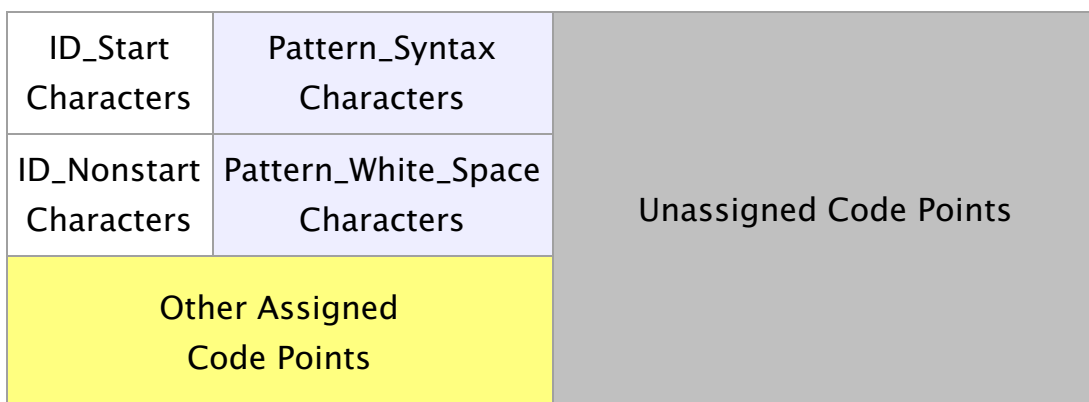 ID_Start
Characters
Pattern_Syntax
Characters
ID_Nonstart
Characters
Pattern_White_Space
Characters
Other Assigned
Code Points
Unassigned Code Points